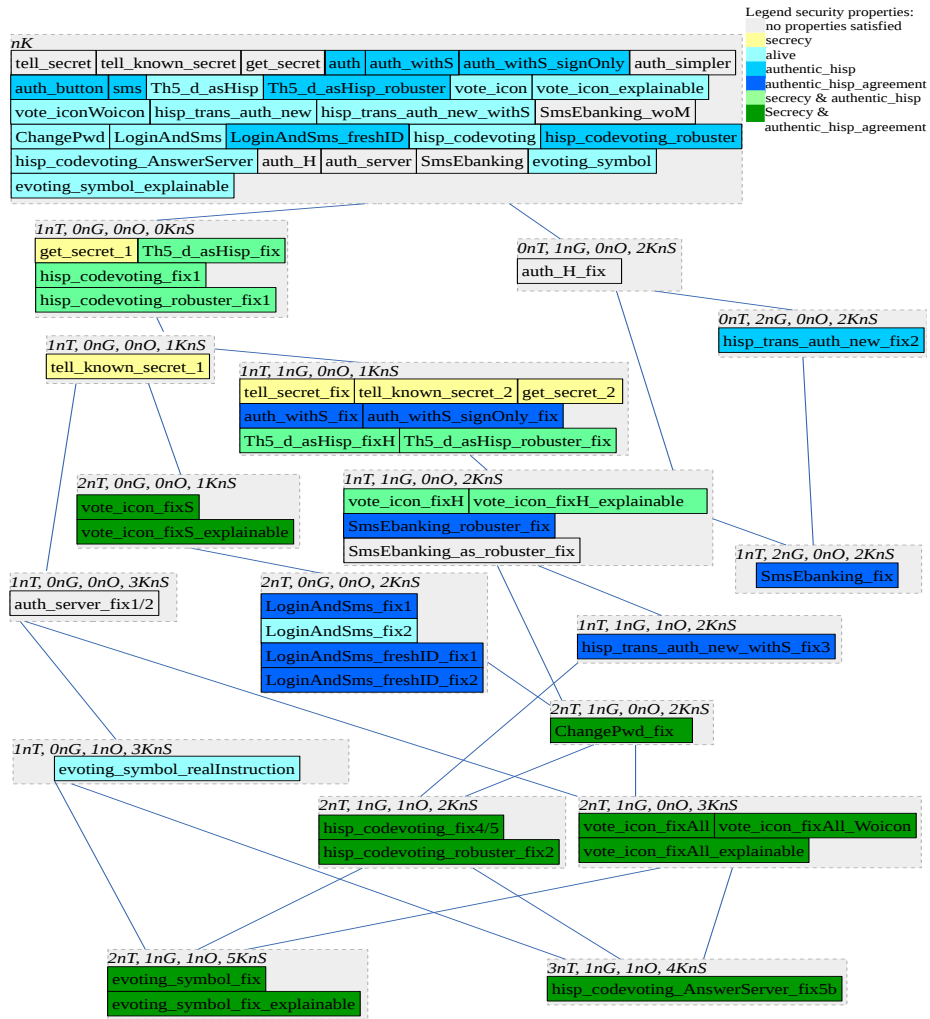 Legend security properties:
no properties satisfied
secrecy
alive
authentic_hisp
authentic_hisp_agreement
secrecy & authentic_hisp
Secrecy &
authentic_hisp_agreement
nK
tell_secret tell_known_secret get_secret auth auth_withS auth_withS_signOnly auth_simpler
auth_button sms Th5_d_asHisp Th5_d_asHisp_robuster vote_icon vote_icon_explainable
vote_iconWoicon hisp_trans_auth_new hisp_trans_auth_new_withS SmsEbanking_woM
ChangePwd LoginAndSms LoginAndSms_freshID hisp_codevoting hisp_codevoting_robuster
hisp_codevoting_AnswerServer auth_H auth_server SmsEbanking evoting_symbol
evoting_symbol_explainable
1nT, 0nG, 0nO, 0KnS
get_secret_1 Th5_d_asHisp_fix
hisp_codevoting_fix1
hisp_codevoting_robuster_fix1
0nT, 1nG, 0nO, 2KnS
auth_H_fix
0nT, 2nG, 0nO, 2KnS
hisp_trans_auth_new_fix2
1nT, 0nG, 0nO, 1KnS
tell_known_secret_1
1nT, 1nG, 0nO, 1KnS
tell_secret_fix tell_known_secret_2 get_secret_2
auth_withS_fix auth_withS_signOnly_fix
Th5_d_asHisp_fixH Th5_d_asHisp_robuster_fix
2nT, 0nG, 0nO, 1KnS
vote_icon_fixS
vote_icon_fixS_explainable
1nT, 1nG, 0nO, 2KnS
vote_icon_fixH vote_icon_fixH_explainable
SmsEbanking_robuster_fix
SmsEbanking_as_robuster_fix
1nT, 2nG, 0nO, 2KnS
SmsEbanking_fix
1nT, 0nG, 0nO, 3KnS
auth_server_fix1/2
2nT, 0nG, 0nO, 2KnS
LoginAndSms_fix1
LoginAndSms_fix2
LoginAndSms_freshID_fix1
LoginAndSms_freshID_fix2
1nT, 1nG, 1nO, 2KnS
hisp_trans_auth_new_withS_fix3
2nT, 1nG, 0nO, 2KnS
ChangePwd_fix
1nT, 0nG, 1nO, 3KnS
evoting_symbol_realInstruction
2nT, 1nG, 1nO, 2KnS
hisp_codevoting_fix4/5
hisp_codevoting_robuster_fix2
2nT, 1nG, 0nO, 3KnS
vote_icon_fixAll vote_icon_fixAll_Woicon
vote_icon_fixAll_explainable
2nT, 1nG, 1nO, 5KnS
evoting_symbol_fix
evoting_symbol_fix_explainable
3nT, 1nG, 1nO, 4KnS
hisp_codevoting_AnswerServer_fix5b